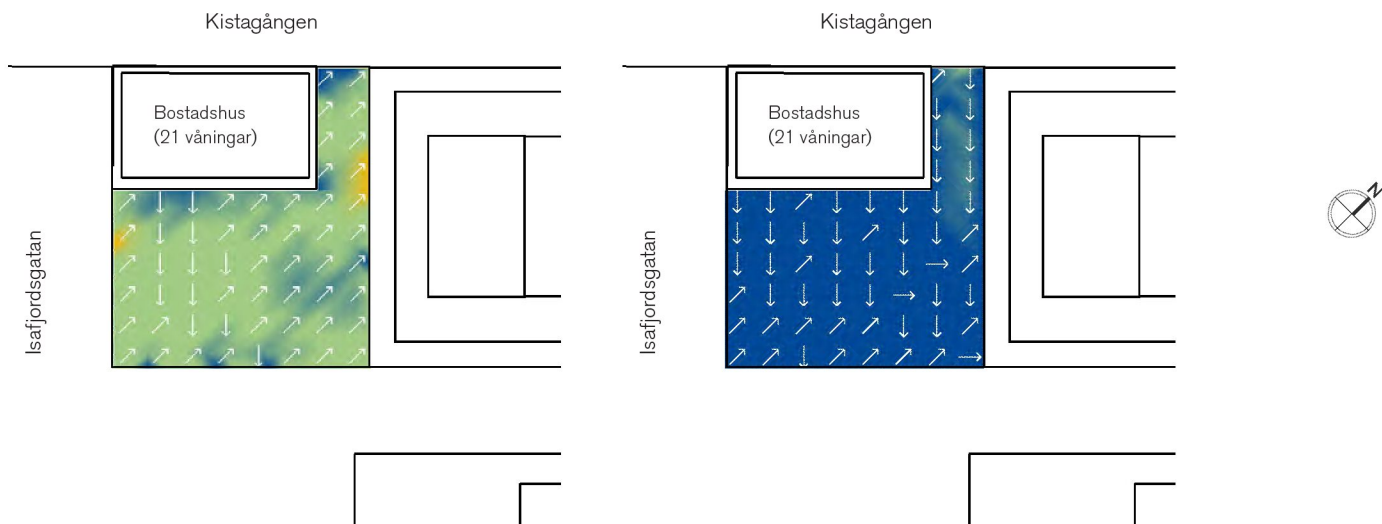 Kistagången
Kistagången
Bostadshus
(21 våningar)
Bostadshus
(21 våningar)
Isafjordsgatan
Isafjordsgatan
N